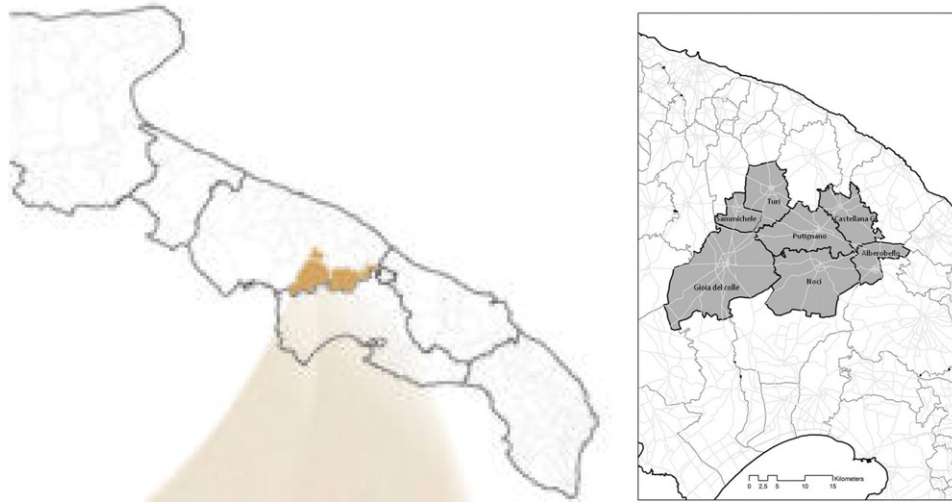 Turi
Sammichele
Castellana G.
Putignano
Alberobello
Gioia del colle
Noci
Kilometers
0 2,5 5 10 15